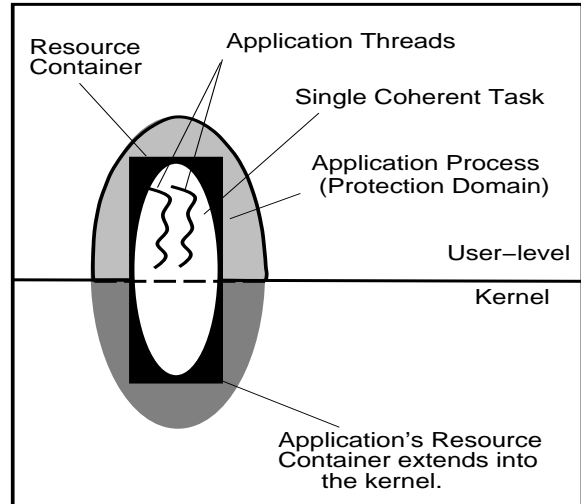 Resource
Container
Application Threads
Single Coherent Task
Application Process
(Protection Domain)
User–level
Kernel
Application's Resource
Container extends into
the kernel.